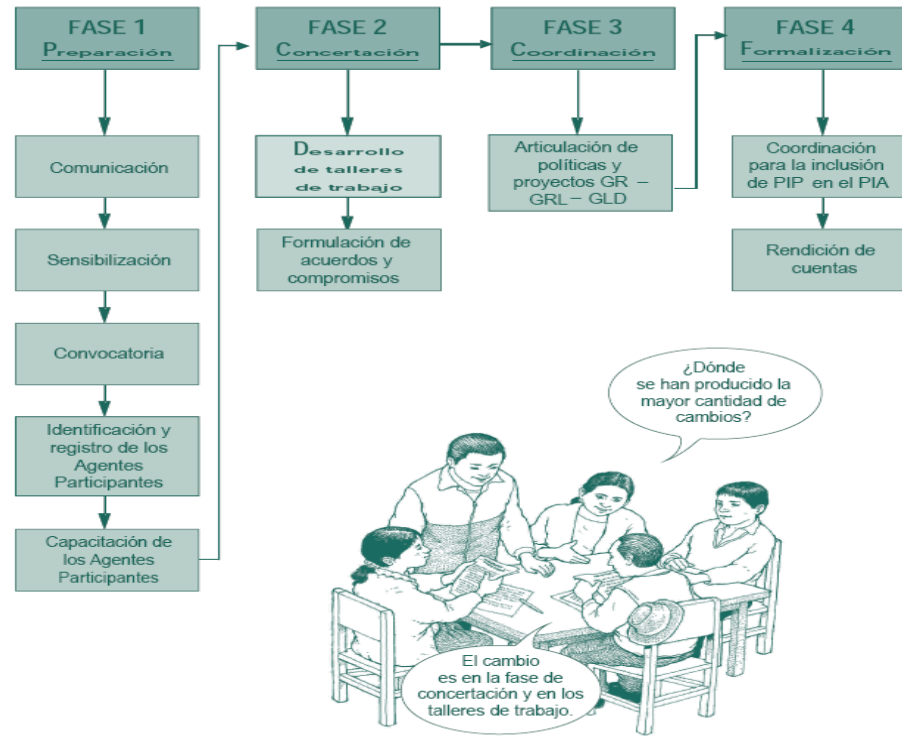 FASE 1
Preparación
Comunicación
Sensibilización
Convocatoria
Identificación y
registro de los
Agentes
Participantes
Capacitación de
los Agentes
Participantes
FASE 2
Concertación
Desarrollo
de talleres
de trabajo
Formulación de
acuerdos y
compromisos
FASE 3
Coordinación
Articulación de
políticas y
proyectos GR –
GRL– GLD
FASE 4
Formalización
Coordinación
para la inclusión
de PIP en el PIA
Rendición de
cuentas
¿Dónde
se han producido la
mayor cantidad de
cambios?
El cambio
es en la fase de
concertación y en los
talleres de trabajo.